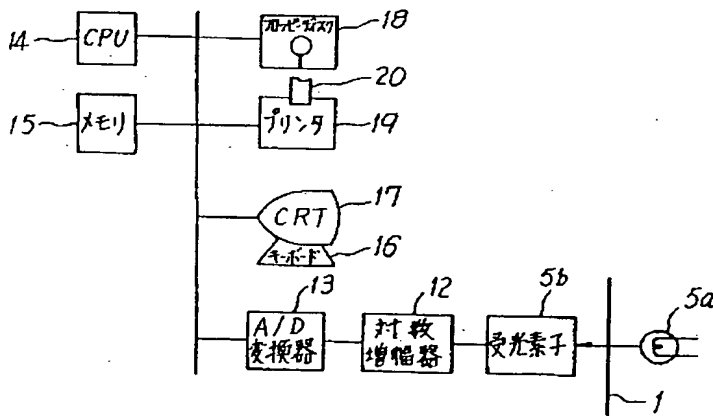 14
CPU
フロッピーディスク
18
20
15
メモリ
プリンタ
19
CRT
17
キーボード
16
13
A/D
変換器
12
対数
増幅器
5b
受光素子
5a
1